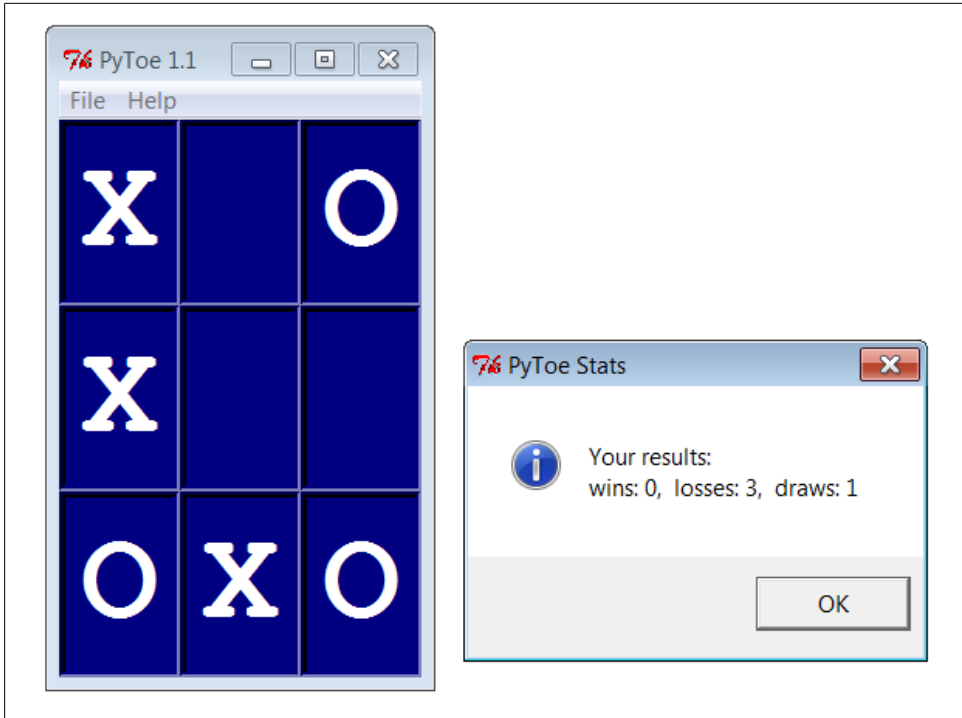 PyToe 1.1
File Help
X O
X
O X O
PyToe Stats
Your results:
wins: 0, losses: 3, draws: 1
OK